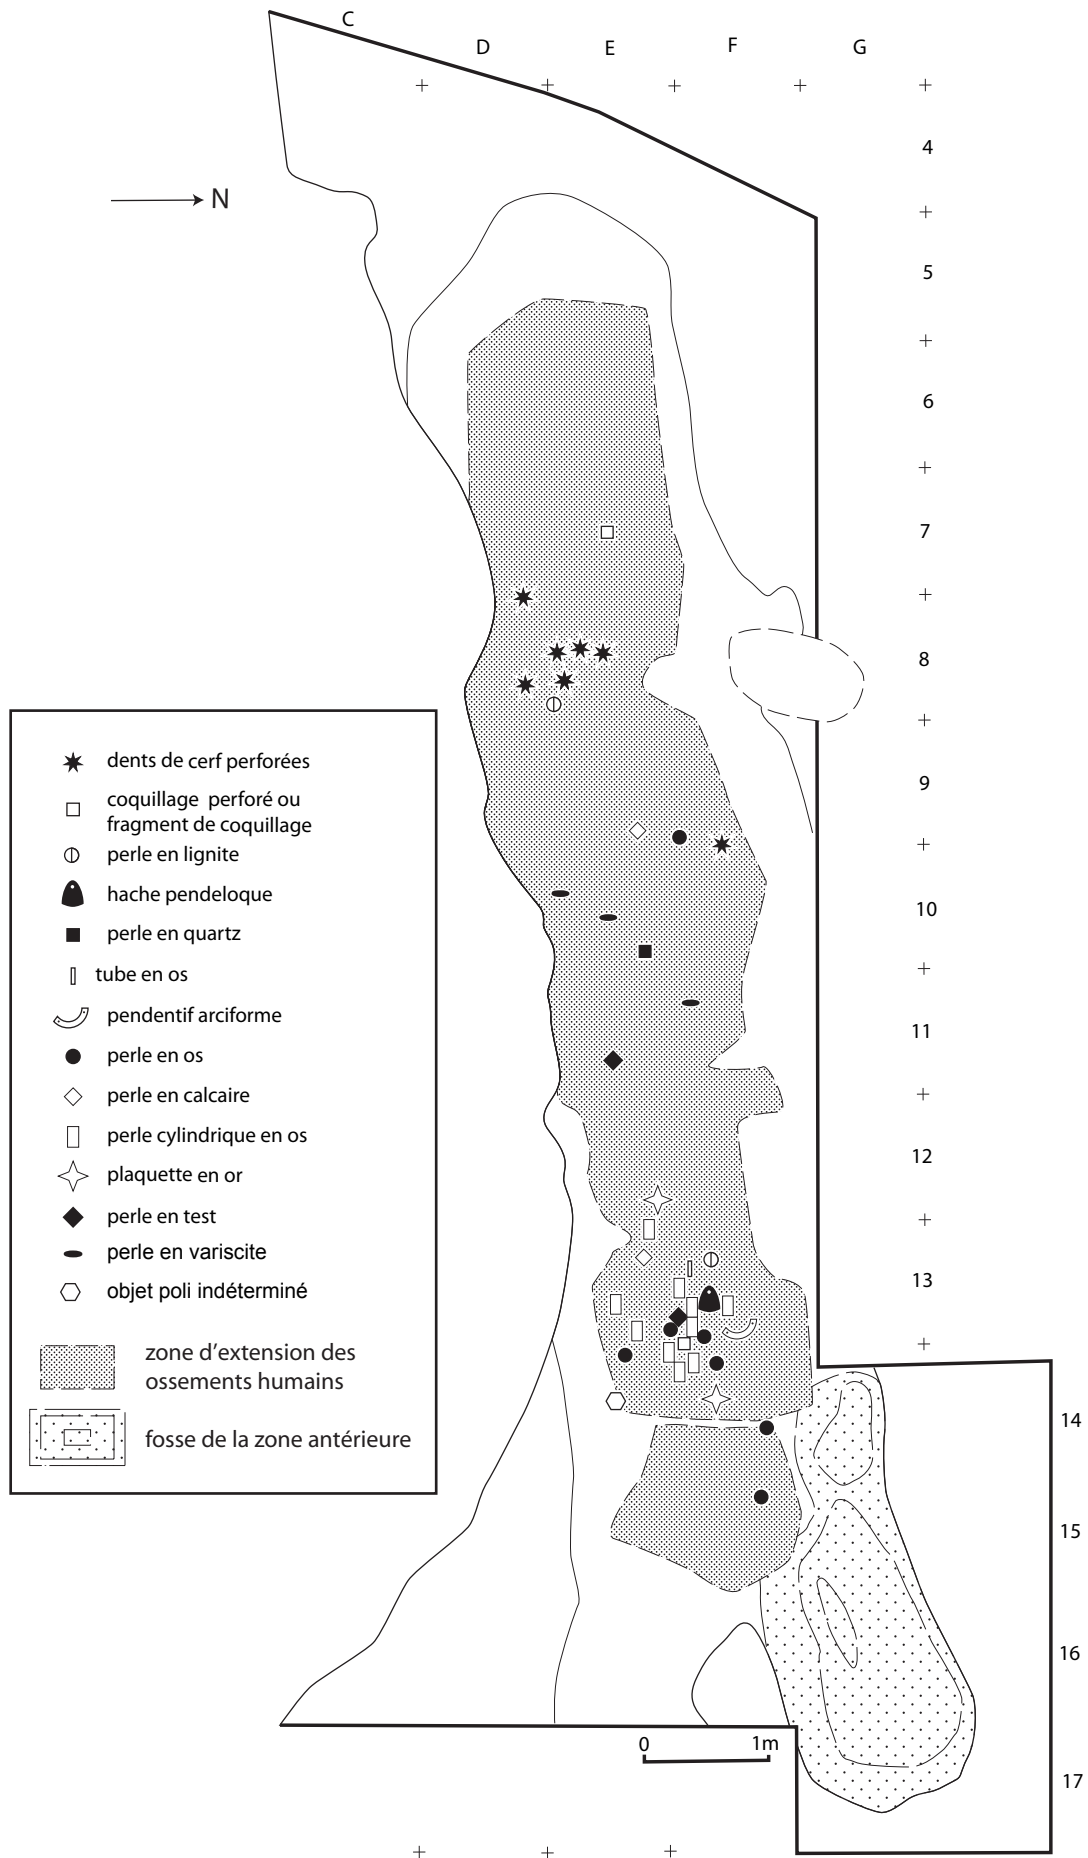 C
D
E
F
G
4
N
5
6
7
8
9
10
11
12
13
14
15
16
17
dents de cerf perforées
coquillage perforé ou
fragment de coquillage
perle en lignite
hache pendeloque
perle en quartz
tube en os
pendentif arciforme
perle en os
perle en calcaire
perle cylindrique en os
plaquette en or
perle en test
perle en variscite
objet poli indéterminé
zone d'extension des
ossements humains
fosse de la zone antérieure
0 1m